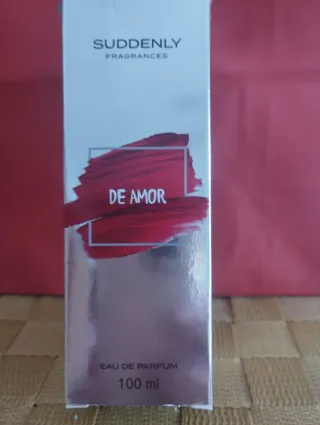 SUDDENLY
FRAGRANCES
DE AMOR
EAU DE PARFUM
100 ml